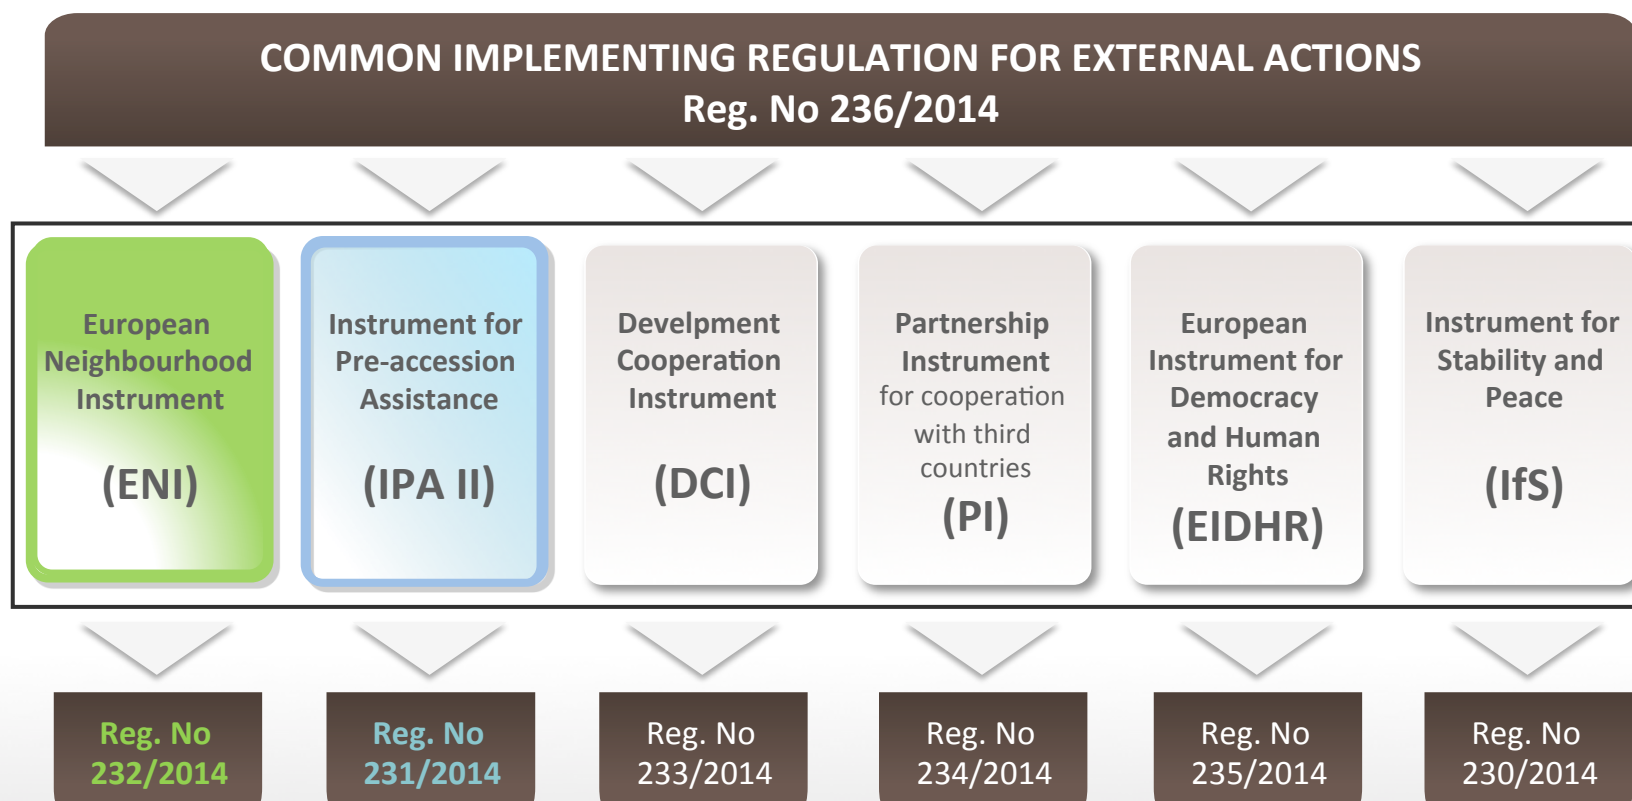 COMMON IMPLEMENTING REGULATION FOR EXTERNAL ACTIONS
Reg. No 236/2014
European
Neighbourhood
Instrument
(ENI)
Instrument for
Pre-accession
Assistance
(IPA II)
Develpment
Cooperation
Instrument
(DCI)
Partnership
Instrument
for cooperation
with third
countries
(PI)
European
Instrument for
Democracy
and Human
Rights
(EIDHR)
Instrument for
Stability and
Peace
(IfS)
Reg. No
232/2014
Reg. No
231/2014
Reg. No
233/2014
Reg. No
234/2014
Reg. No
235/2014
Reg. No
230/2014